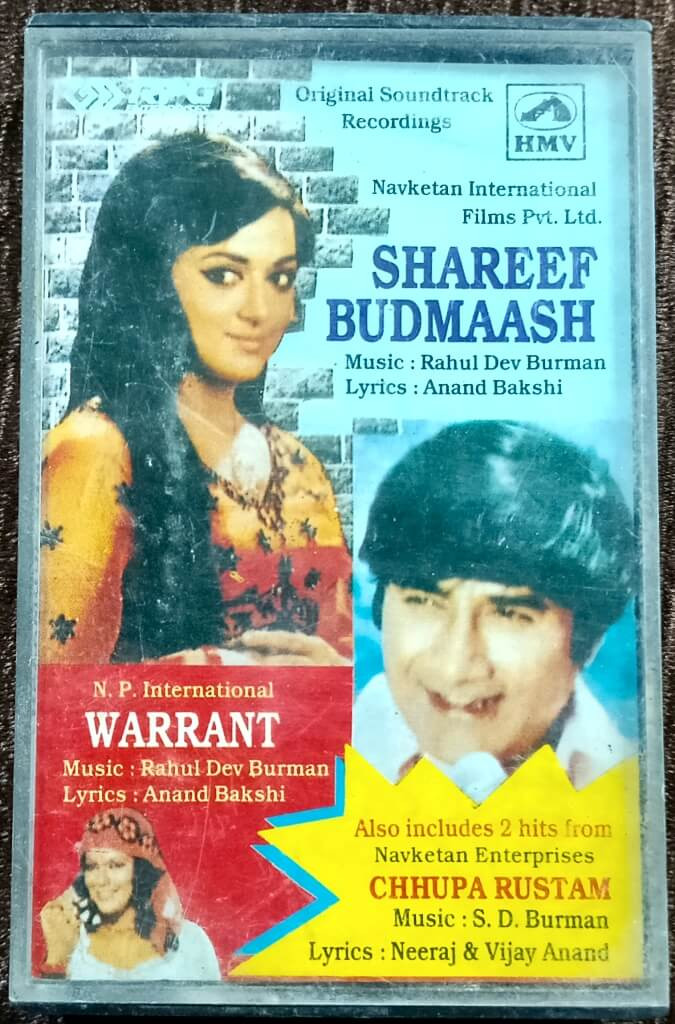 RPG
Original Soundtrack
Recordings
HMV
Navketan International
Films Pvt. Ltd.
SHAREEF
BUDMAASH
Music : Rahul Dev Burman
Lyrics : Anand Bakshi
N. P. International
WARRANT
Music : Rahul Dev Burman
Lyrics : Anand Bakshi
Also includes 2 hits from
Navketan Enterprises
CHHUPA RUSTAM
Music : S. D. Burman
Lyrics : Neeraj & Vijay Anand